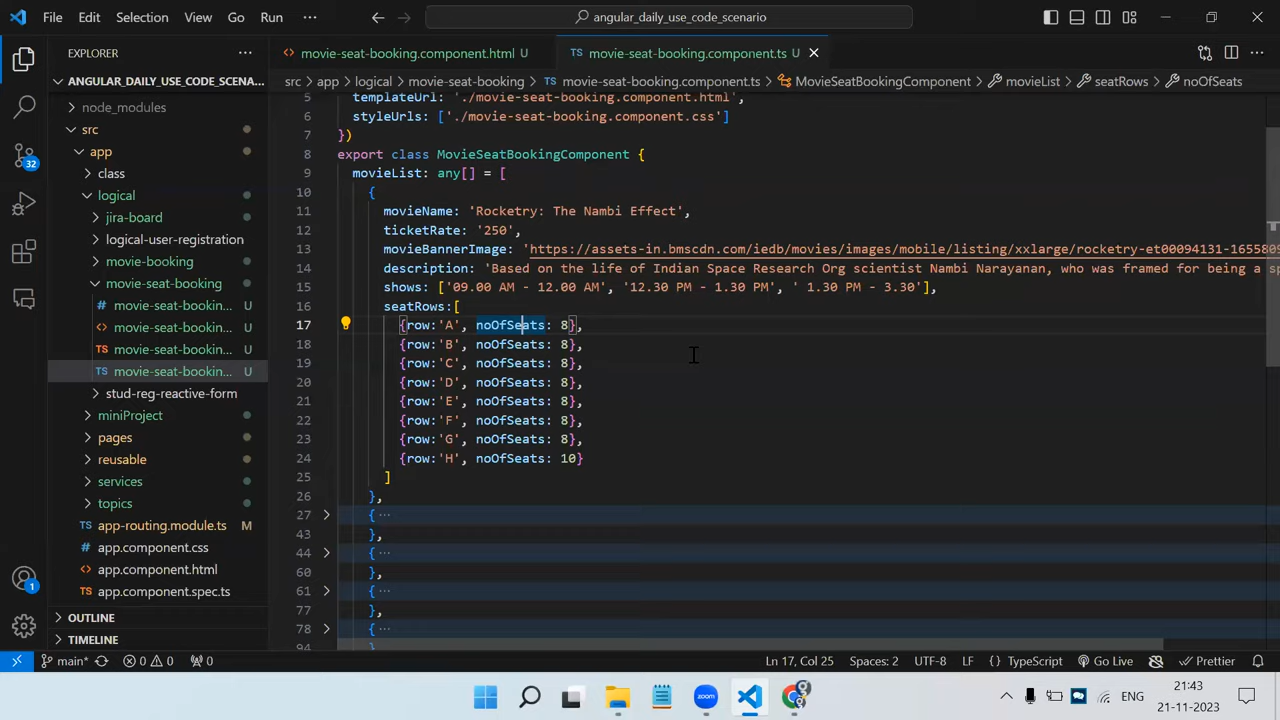 File Edit Selection View Go Run ··· angular_daily_use_code_scenario
EXPLORER ···
ANGULAR_DAILY_USE_CODE_SCENA...
node_modules
src
app
class
logical
jira-board
logical-user-registration
movie-booking
movie-seat-booking
movie-seat-bookin... U
movie-seat-bookin... U
movie-seat-bookin... U
TS movie-seat-bookin... U
stud-reg-reactive-form
miniProject
pages
reusable
services
topics
TS app-routing.module.ts M
app.component.css
app.component.html
app.component.spec.ts
OUTLINE
TIMELINE
32
1
movie-seat-booking.component.html U TS movie-seat-booking.component.ts U
src > app > logical > movie-seat-booking > TS movie-seat-booking.component.ts > MovieSeatBookingComponent > movieList > seatRows > noOfSeats
5 templateUrl: './movie-seat-booking.component.html',
6 styleUrls: ['./movie-seat-booking.component.css']
7 })
8 export class MovieSeatBookingComponent {
9 movieList: any[] = [
10 {
11 movieName: 'Rocketry: The Nambi Effect',
12 ticketRate: '250',
13 movieBannerImage: 'https://assets-in.bmscdn.com/iedb/movies/images/mobile/listing/xxlarge/rocketry-et00094131-1655809
14 description: 'Based on the life of Indian Space Research Org scientist Nambi Narayanan, who was framed for being a sp
15 shows: ['09.00 AM - 12.00 AM', '12.30 PM - 1.30 PM', ' 1.30 PM - 3.30'],
16 seatRows:[
17 {row:'A', noOfSeats: 8},
18 {row:'B', noOfSeats: 8},
19 {row:'C', noOfSeats: 8},
20 {row:'D', noOfSeats: 8},
21 {row:'E', noOfSeats: 8},
22 {row:'F', noOfSeats: 8},
23 {row:'G', noOfSeats: 8},
24 {row:'H', noOfSeats: 10}
25 ]
26 },
27 { ···
43 },
44 { ···
60 },
61 { ···
77 },
78 { ···
94 }
main* 0 0 0 Ln 17, Col 25 Spaces: 2 UTF-8 LF { } TypeScript Go Live Prettier
zoom
ENG 21:43
21-11-2023